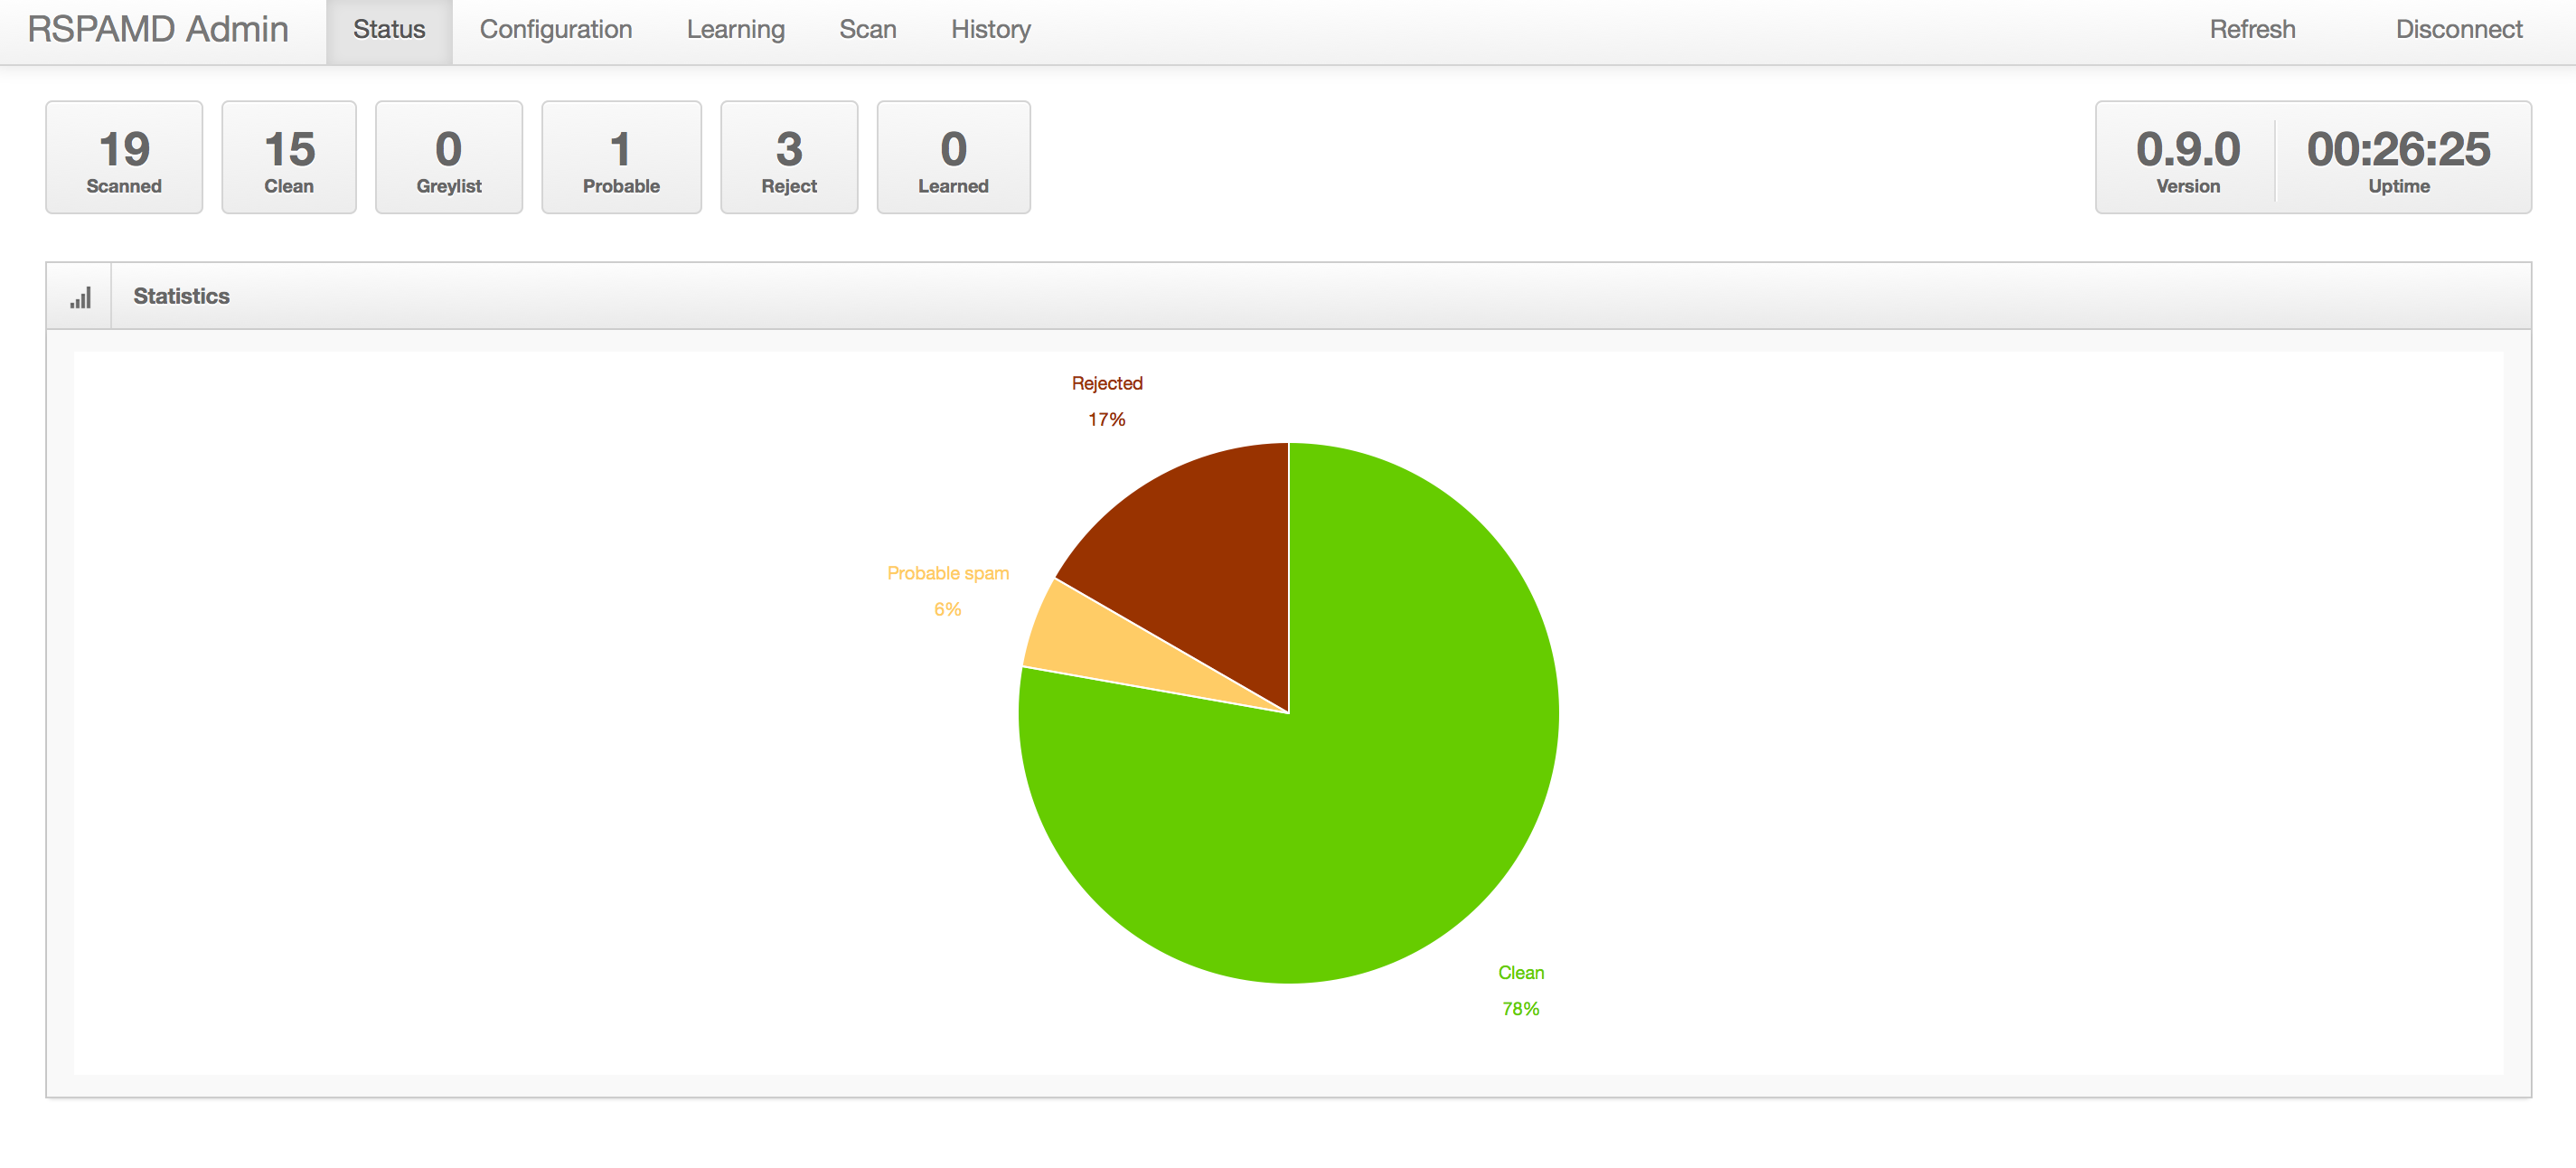 RSPAMD Admin Status Configuration Learning Scan History Refresh Disconnect
19 15 0 1 3 0 0.9.0 00:26:25
Scanned Clean Greylist Probable Reject Learned Version Uptime
Statistics
Rejected
17%
Probable spam
6%
Clean
78%